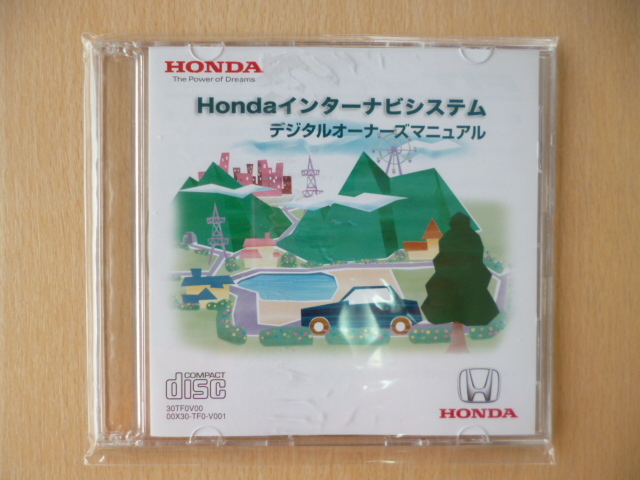 HONDA
The Power of Dreams
Hondaインターナビシステム
デジタルオーナーズマニュアル
COMPACT
disc
30TF0V00
00X30-TF0-V001
HONDA